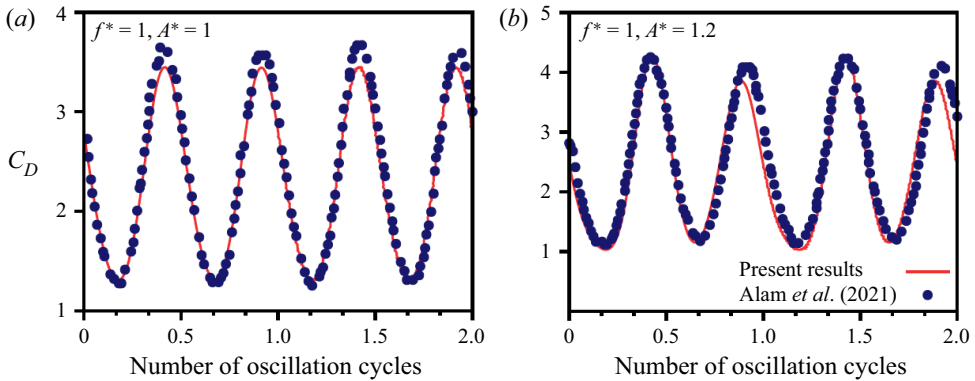 (a)
f* = 1, A* = 1
4
3
2
1
C_D
0 0.5 1.0 1.5 2.0
Number of oscillation cycles
(b)
f* = 1, A* = 1.2
5
4
3
2
1
Present results
Alam et al. (2021)
0 0.5 1.0 1.5 2.0
Number of oscillation cycles